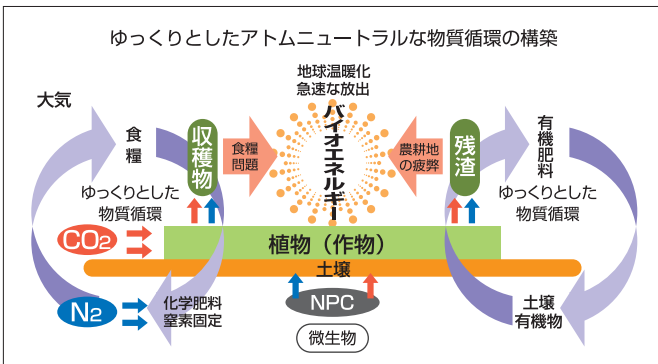 ゆっくりとしたアトムニュートラルな物質循環の構築
地球温暖化
急速な放出
大気
食糧
収穫物
食糧
問題
バイオエネルギー
農耕地
の疲弊
残渣
有機肥料
ゆっくりとした
物質循環
ゆっくりとした
物質循環
CO2
植物（作物）
土壌
N2
化学肥料
窒素固定
NPC
微生物
土壌
有機物